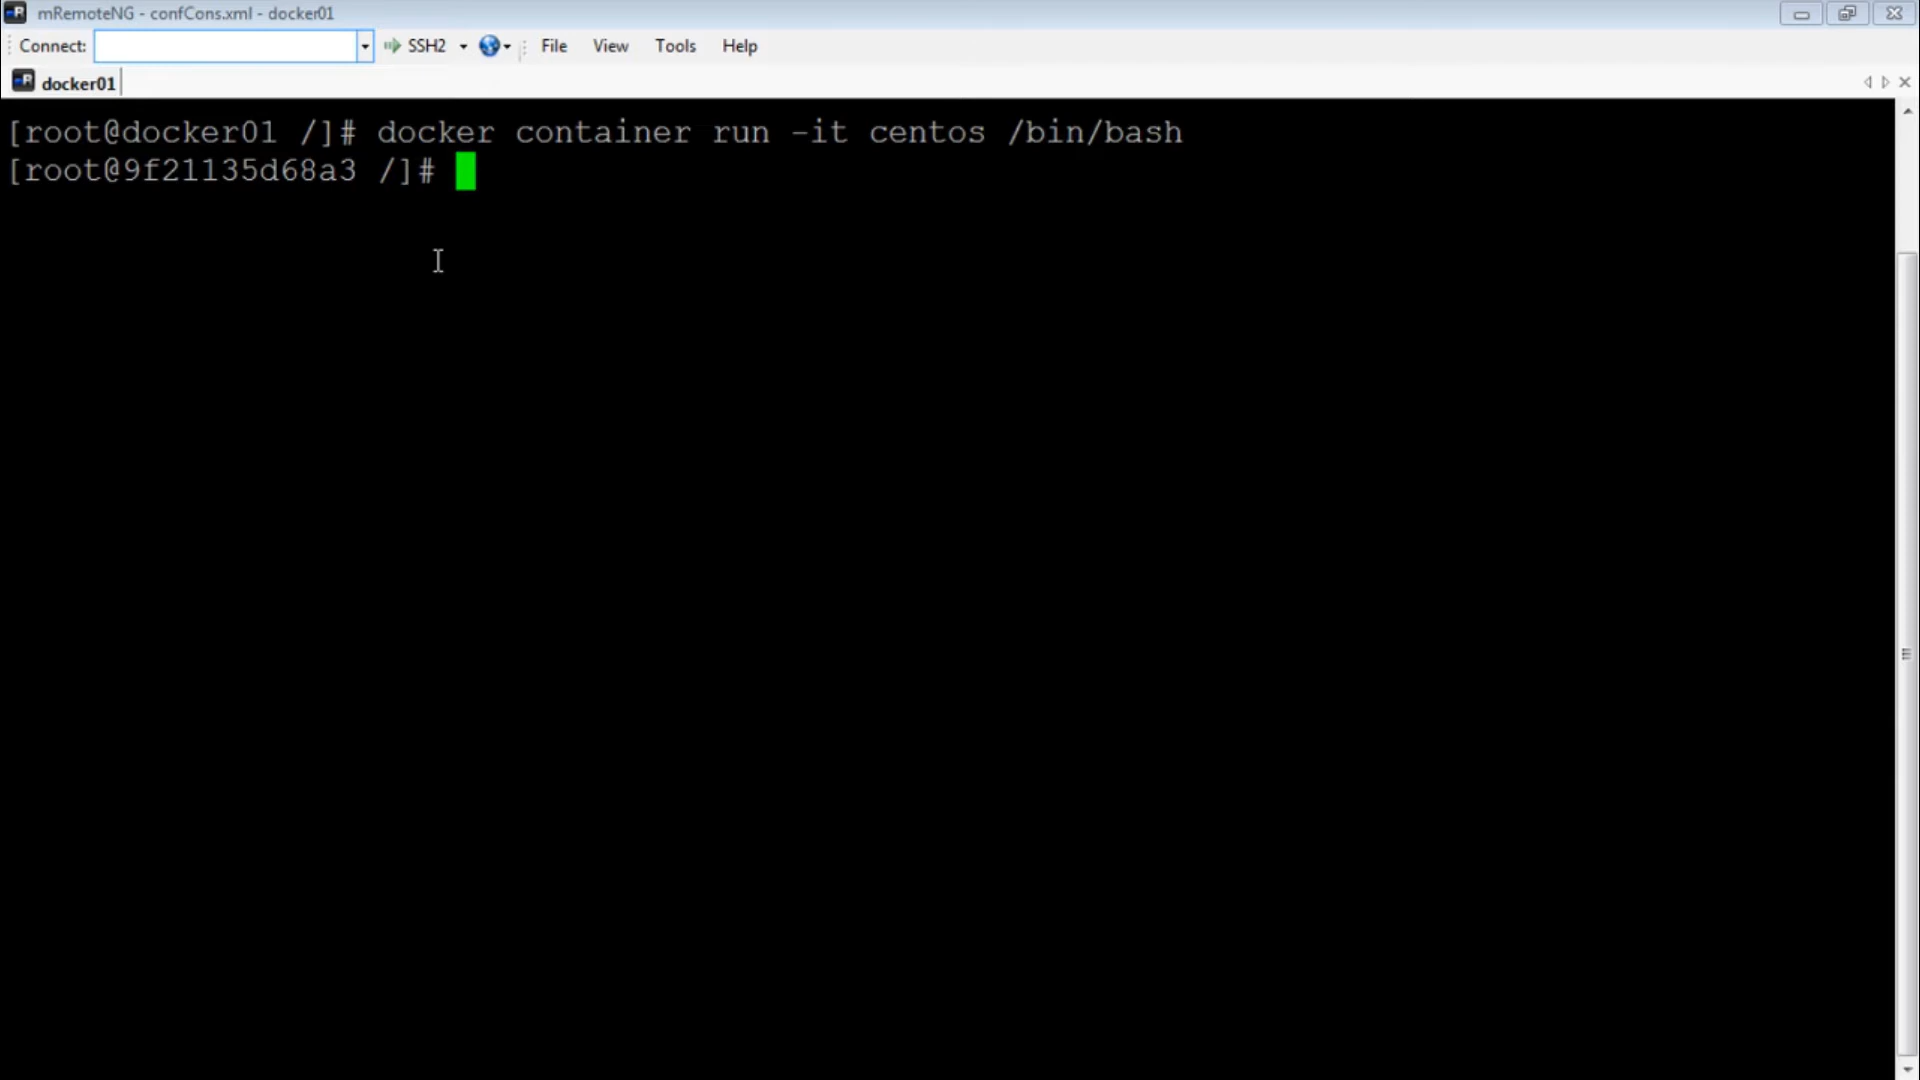 mRemoteNG - confCons.xml - docker01
Connect: SSH2 File View Tools Help
docker01
[root@docker01 /]# docker container run -it centos /bin/bash
[root@9f21135d68a3 /]#